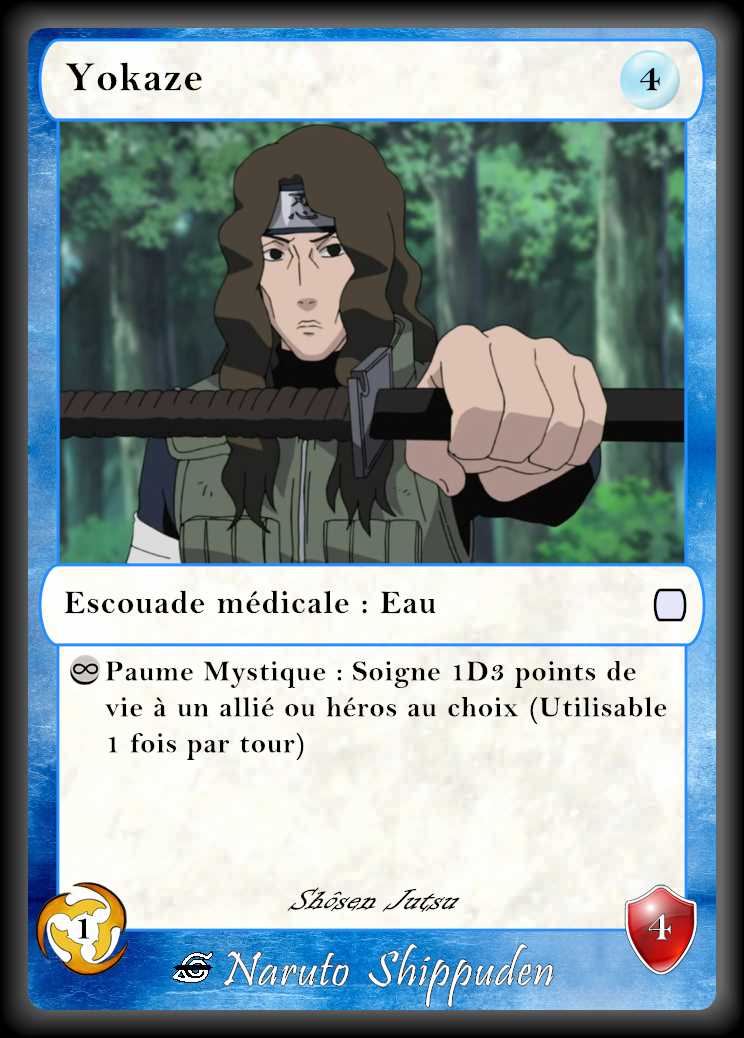 Yokaze
4
忍
Escouade médicale : Eau
∞ Paume Mystique : Soigne 1D3 points de
vie à un allié ou héros au choix (Utilisable
1 fois par tour)
Shôsen Jutsu
1
4
Naruto Shippuden